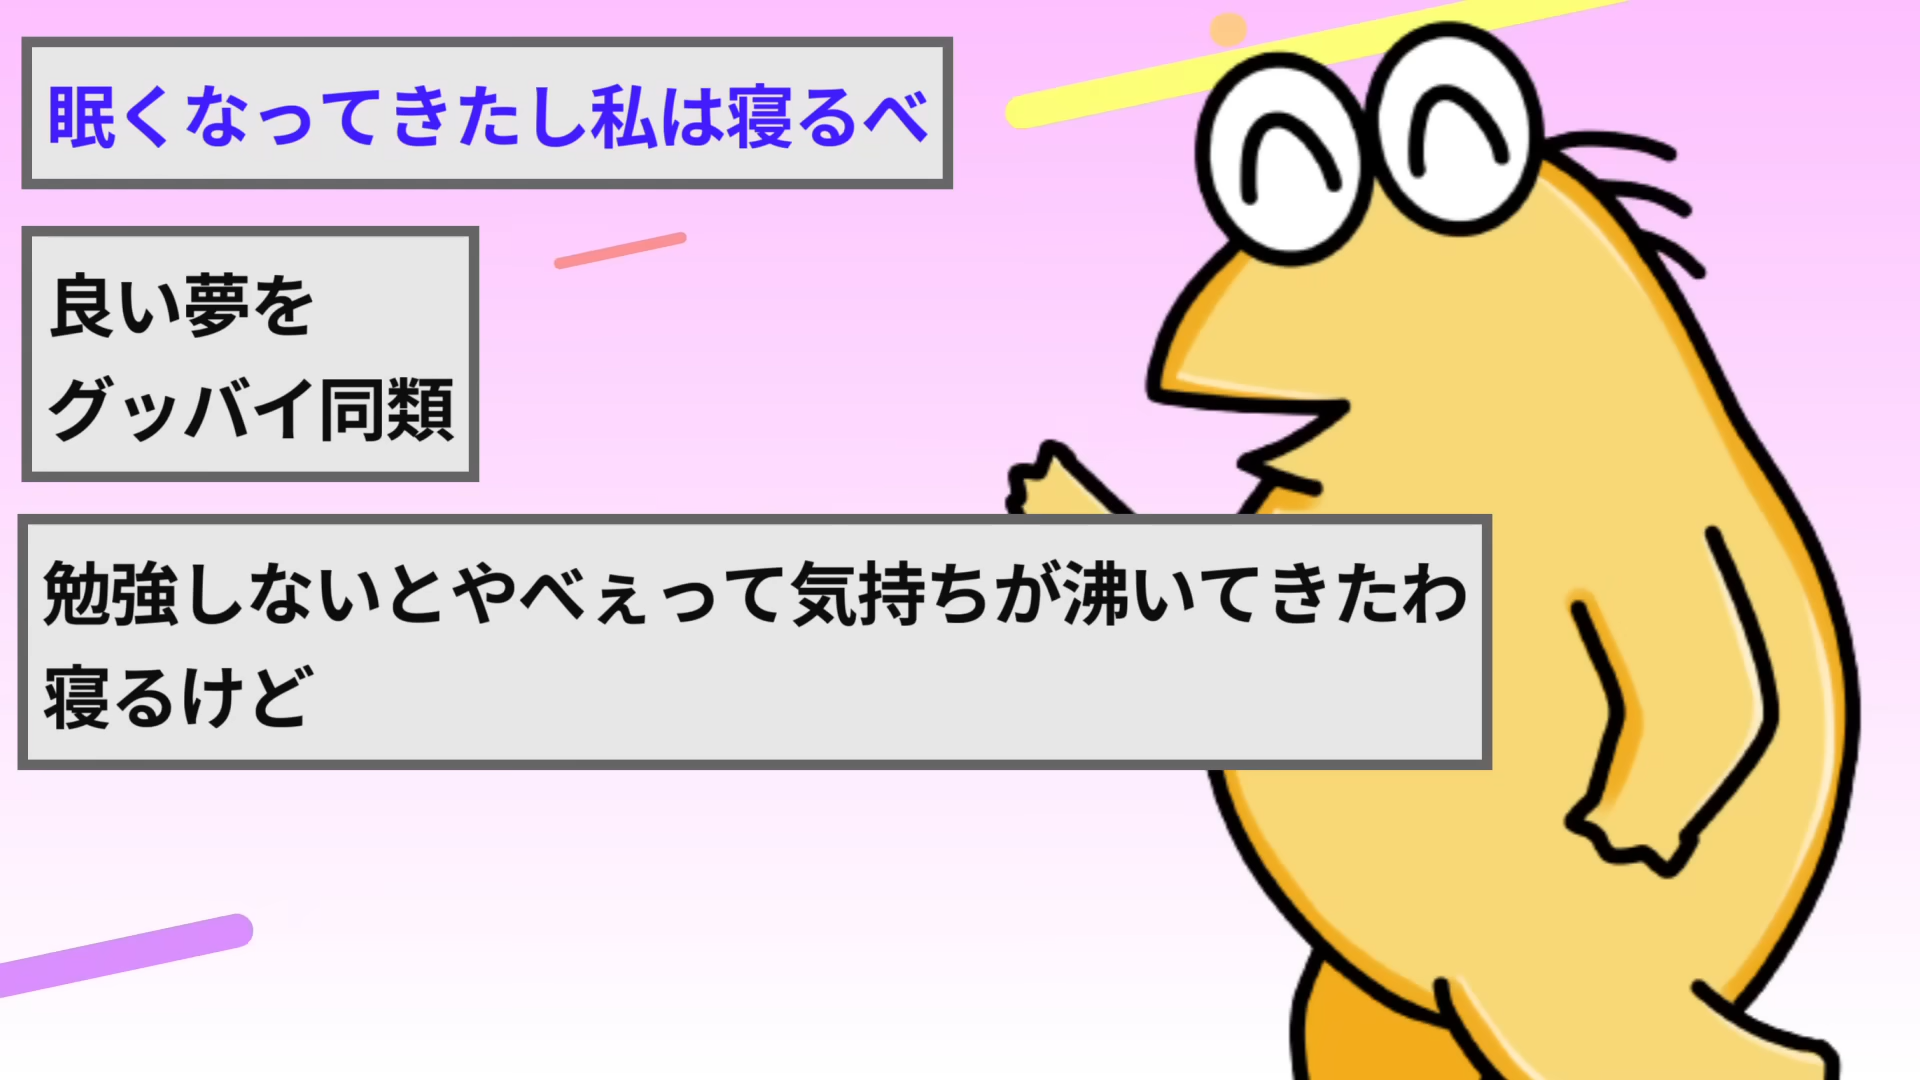 眠くなってきたし私は寝るべ
良い夢を
グッバイ同類
勉強しないとやべぇって気持ちが沸いてきたわ
寝るけど